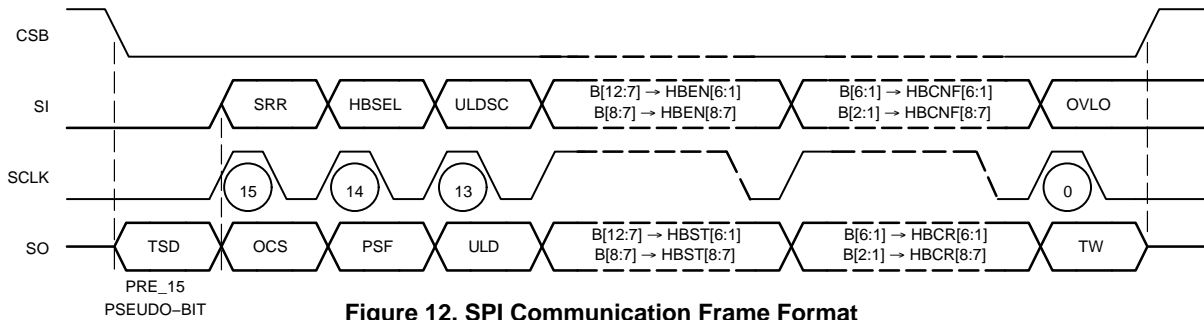 CSB
SI
SRR
HBSEL
ULDSC
B[12:7] → HBEN[6:1]
B[8:7] → HBEN[8:7]
B[6:1] → HBCNF[6:1]
B[2:1] → HBCNF[8:7]
OVLO
SCLK
15
14
13
0
SO
TSD
OCS
PSF
ULD
B[12:7] → HBST[6:1]
B[8:7] → HBST[8:7]
B[6:1] → HBCR[6:1]
B[2:1] → HBCR[8:7]
TW
PRE_15
PSEUDO−BIT
Figure 12. SPI Communication Frame Format